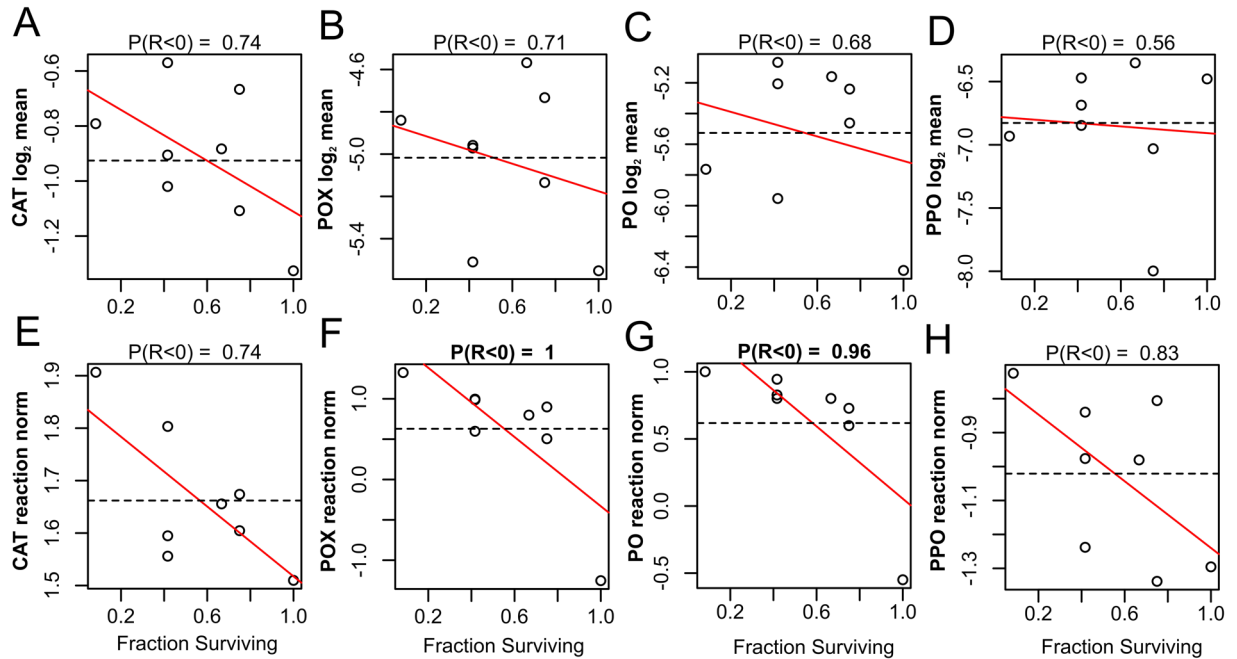 A
P(R<0) = 0.74
CAT log₂ mean
-0.6
-0.8
-1.0
-1.2
0.2 0.6 1.0
B
P(R<0) = 0.71
POX log₂ mean
-4.6
-5.0
-5.4
0.2 0.6 1.0
C
P(R<0) = 0.68
PO log₂ mean
-5.2
-5.6
-6.0
-6.4
0.2 0.6 1.0
D
P(R<0) = 0.56
PPO log₂ mean
-6.5
-7.0
-7.5
-8.0
0.2 0.6 1.0
E
P(R<0) = 0.74
CAT reaction norm
1.9
1.8
1.7
1.6
1.5
0.2 0.6 1.0
Fraction Surviving
F
P(R<0) = 1
POX reaction norm
1.0
0.0
-1.0
0.2 0.6 1.0
Fraction Surviving
G
P(R<0) = 0.96
PO reaction norm
1.0
0.5
0.0
-0.5
0.2 0.6 1.0
Fraction Surviving
H
P(R<0) = 0.83
PPO reaction norm
-0.9
-1.1
-1.3
0.2 0.6 1.0
Fraction Surviving